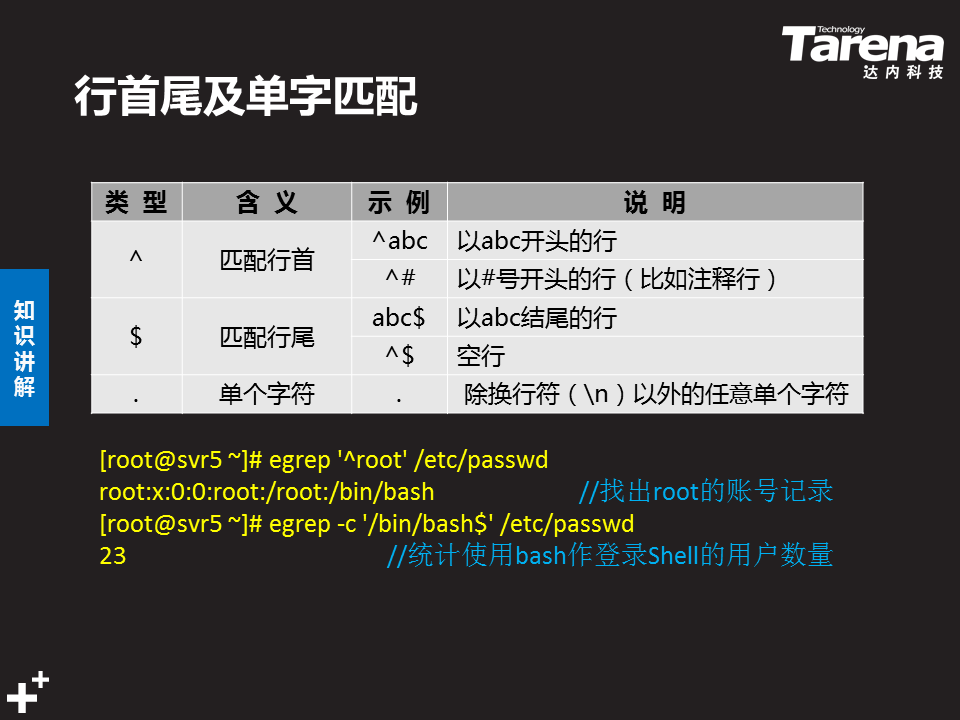 Technology
Tarena
达内科技
行首尾及单字匹配
类 型 含 义 示 例 说 明
^ 匹配行首 ^abc 以abc开头的行
^# 以#号开头的行（比如注释行）
$ 匹配行尾 abc$ 以abc结尾的行
^$ 空行
. 单个字符 . 除换行符（\n）以外的任意单个字符
知识讲解
[root@svr5 ~]# egrep '^root' /etc/passwd
root:x:0:0:root:/root:/bin/bash //找出root的账号记录
[root@svr5 ~]# egrep -c '/bin/bash$' /etc/passwd
23 //统计使用bash作登录Shell的用户数量